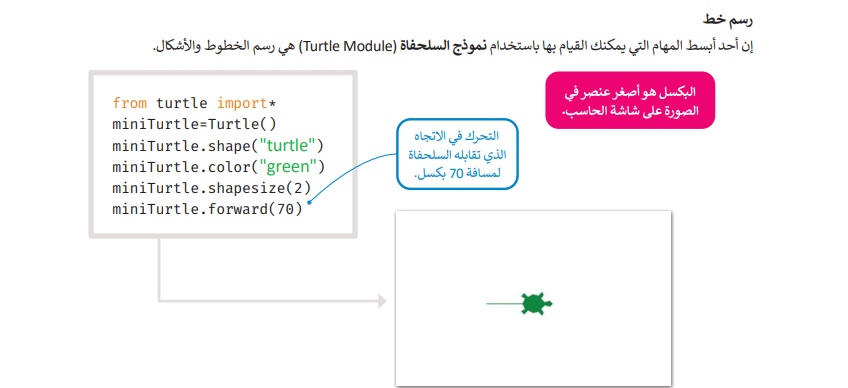 رسم خط
إن أحد أبسط المهام التي يمكنك القيام بها باستخدام نموذج السلحفاة (Turtle Module) هي رسم الخطوط والأشكال.
البكسل هو أصغر عنصر في
الصورة على شاشة الحاسب.
from turtle import*
miniTurtle=Turtle()
miniTurtle.shape("turtle")
miniTurtle.color("green")
miniTurtle.shapesize(2)
miniTurtle.forward(70)
التحرك في الاتجاه
الذي تقابله السلحفاة
لمسافة 70 بكسل.